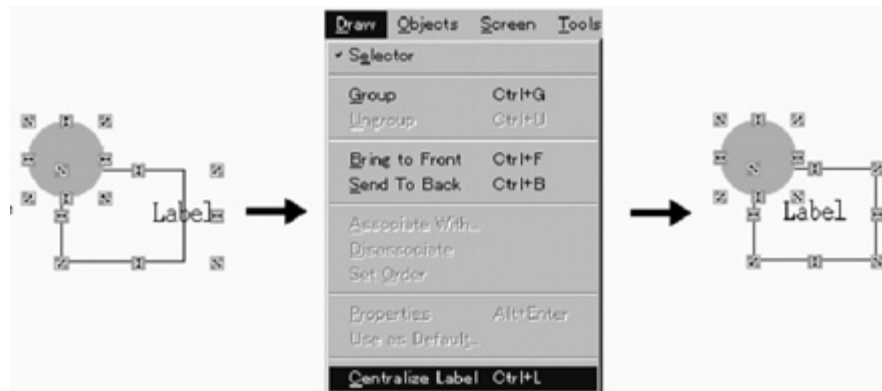 Draw Objects Screen Tools
Selector
Group Ctrl+G
Ungroup Ctrl+U
Bring to Front Ctrl+F
Send To Back Ctrl+B
Associate With...
Disassociate
Set Order
Properties Alt+Enter
Use as Default...
Centralize Label Ctrl+L
Label
Label